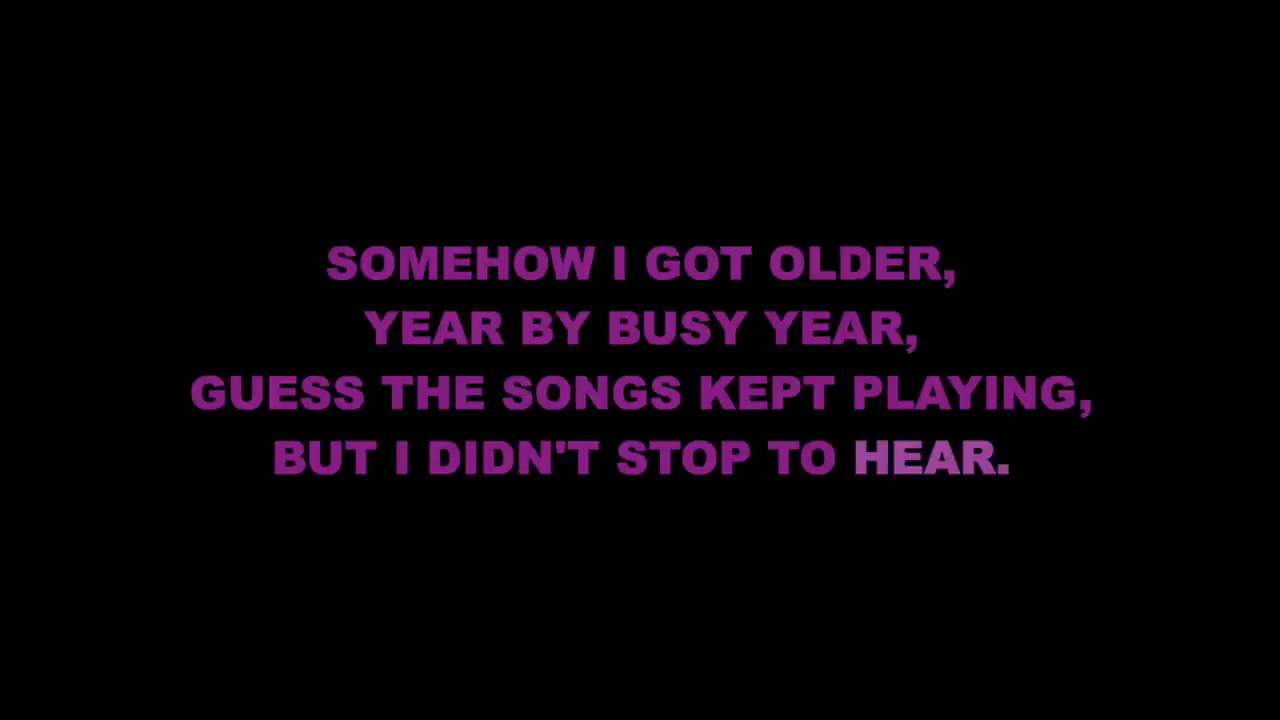 SOMEHOW I GOT OLDER,
YEAR BY BUSY YEAR,
GUESS THE SONGS KEPT PLAYING,
BUT I DIDN'T STOP TO HEAR.